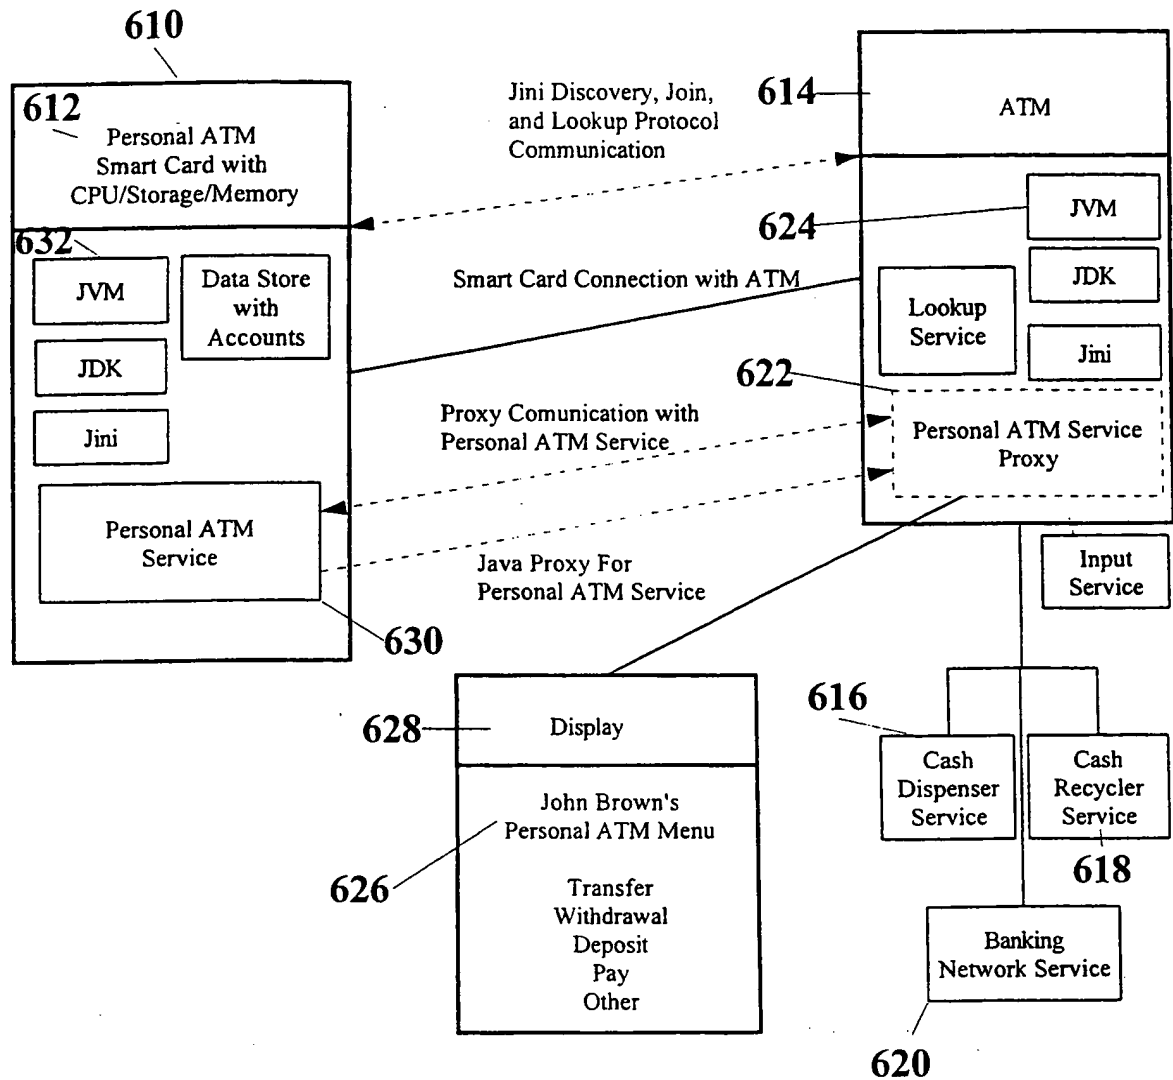 610
612
Personal ATM
Smart Card with
CPU/Storage/Memory
632
JVM
Data Store
with
Accounts
JDK
Jini
Personal ATM
Service
630
Jini Discovery, Join,
and Lookup Protocol
Communication
Smart Card Connection with ATM
Proxy Comunication with
Personal ATM Service
Java Proxy For
Personal ATM Service
614
ATM
624
JVM
JDK
Lookup
Service
Jini
622
Personal ATM Service
Proxy
Input
Service
628
Display
John Brown's
Personal ATM Menu
626
Transfer
Withdrawal
Deposit
Pay
Other
616
Cash
Dispenser
Service
Cash
Recycler
Service
618
Banking
Network Service
620